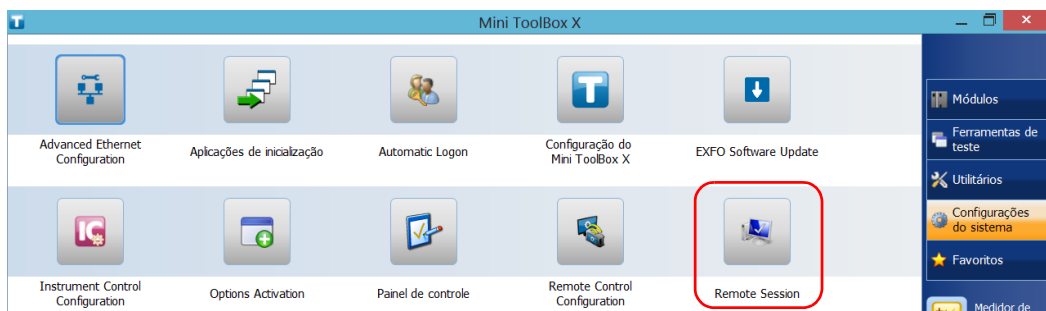 Mini ToolBox X
Advanced Ethernet
Configuration
Aplicações de inicialização
Automatic Logon
Configuração do
Mini ToolBox X
EXFO Software Update
Instrument Control
Configuration
Options Activation
Painel de controle
Remote Control
Configuration
Remote Session
Módulos
Ferramentas de
teste
Utilitários
Configurações
do sistema
Favoritos
Medidor de